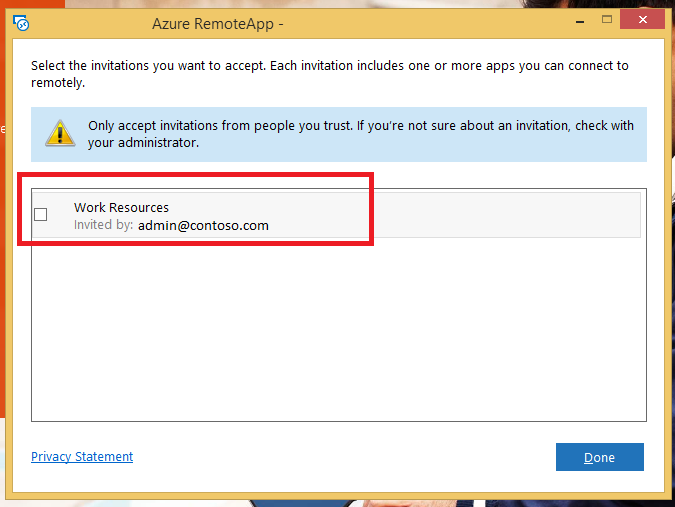 Azure RemoteApp -
Select the invitations you want to accept. Each invitation includes one or more apps you can connect to
remotely.
Only accept invitations from people you trust. If you're not sure about an invitation, check with
your administrator.
Work Resources
Invited by: admin@contoso.com
Privacy Statement
Done